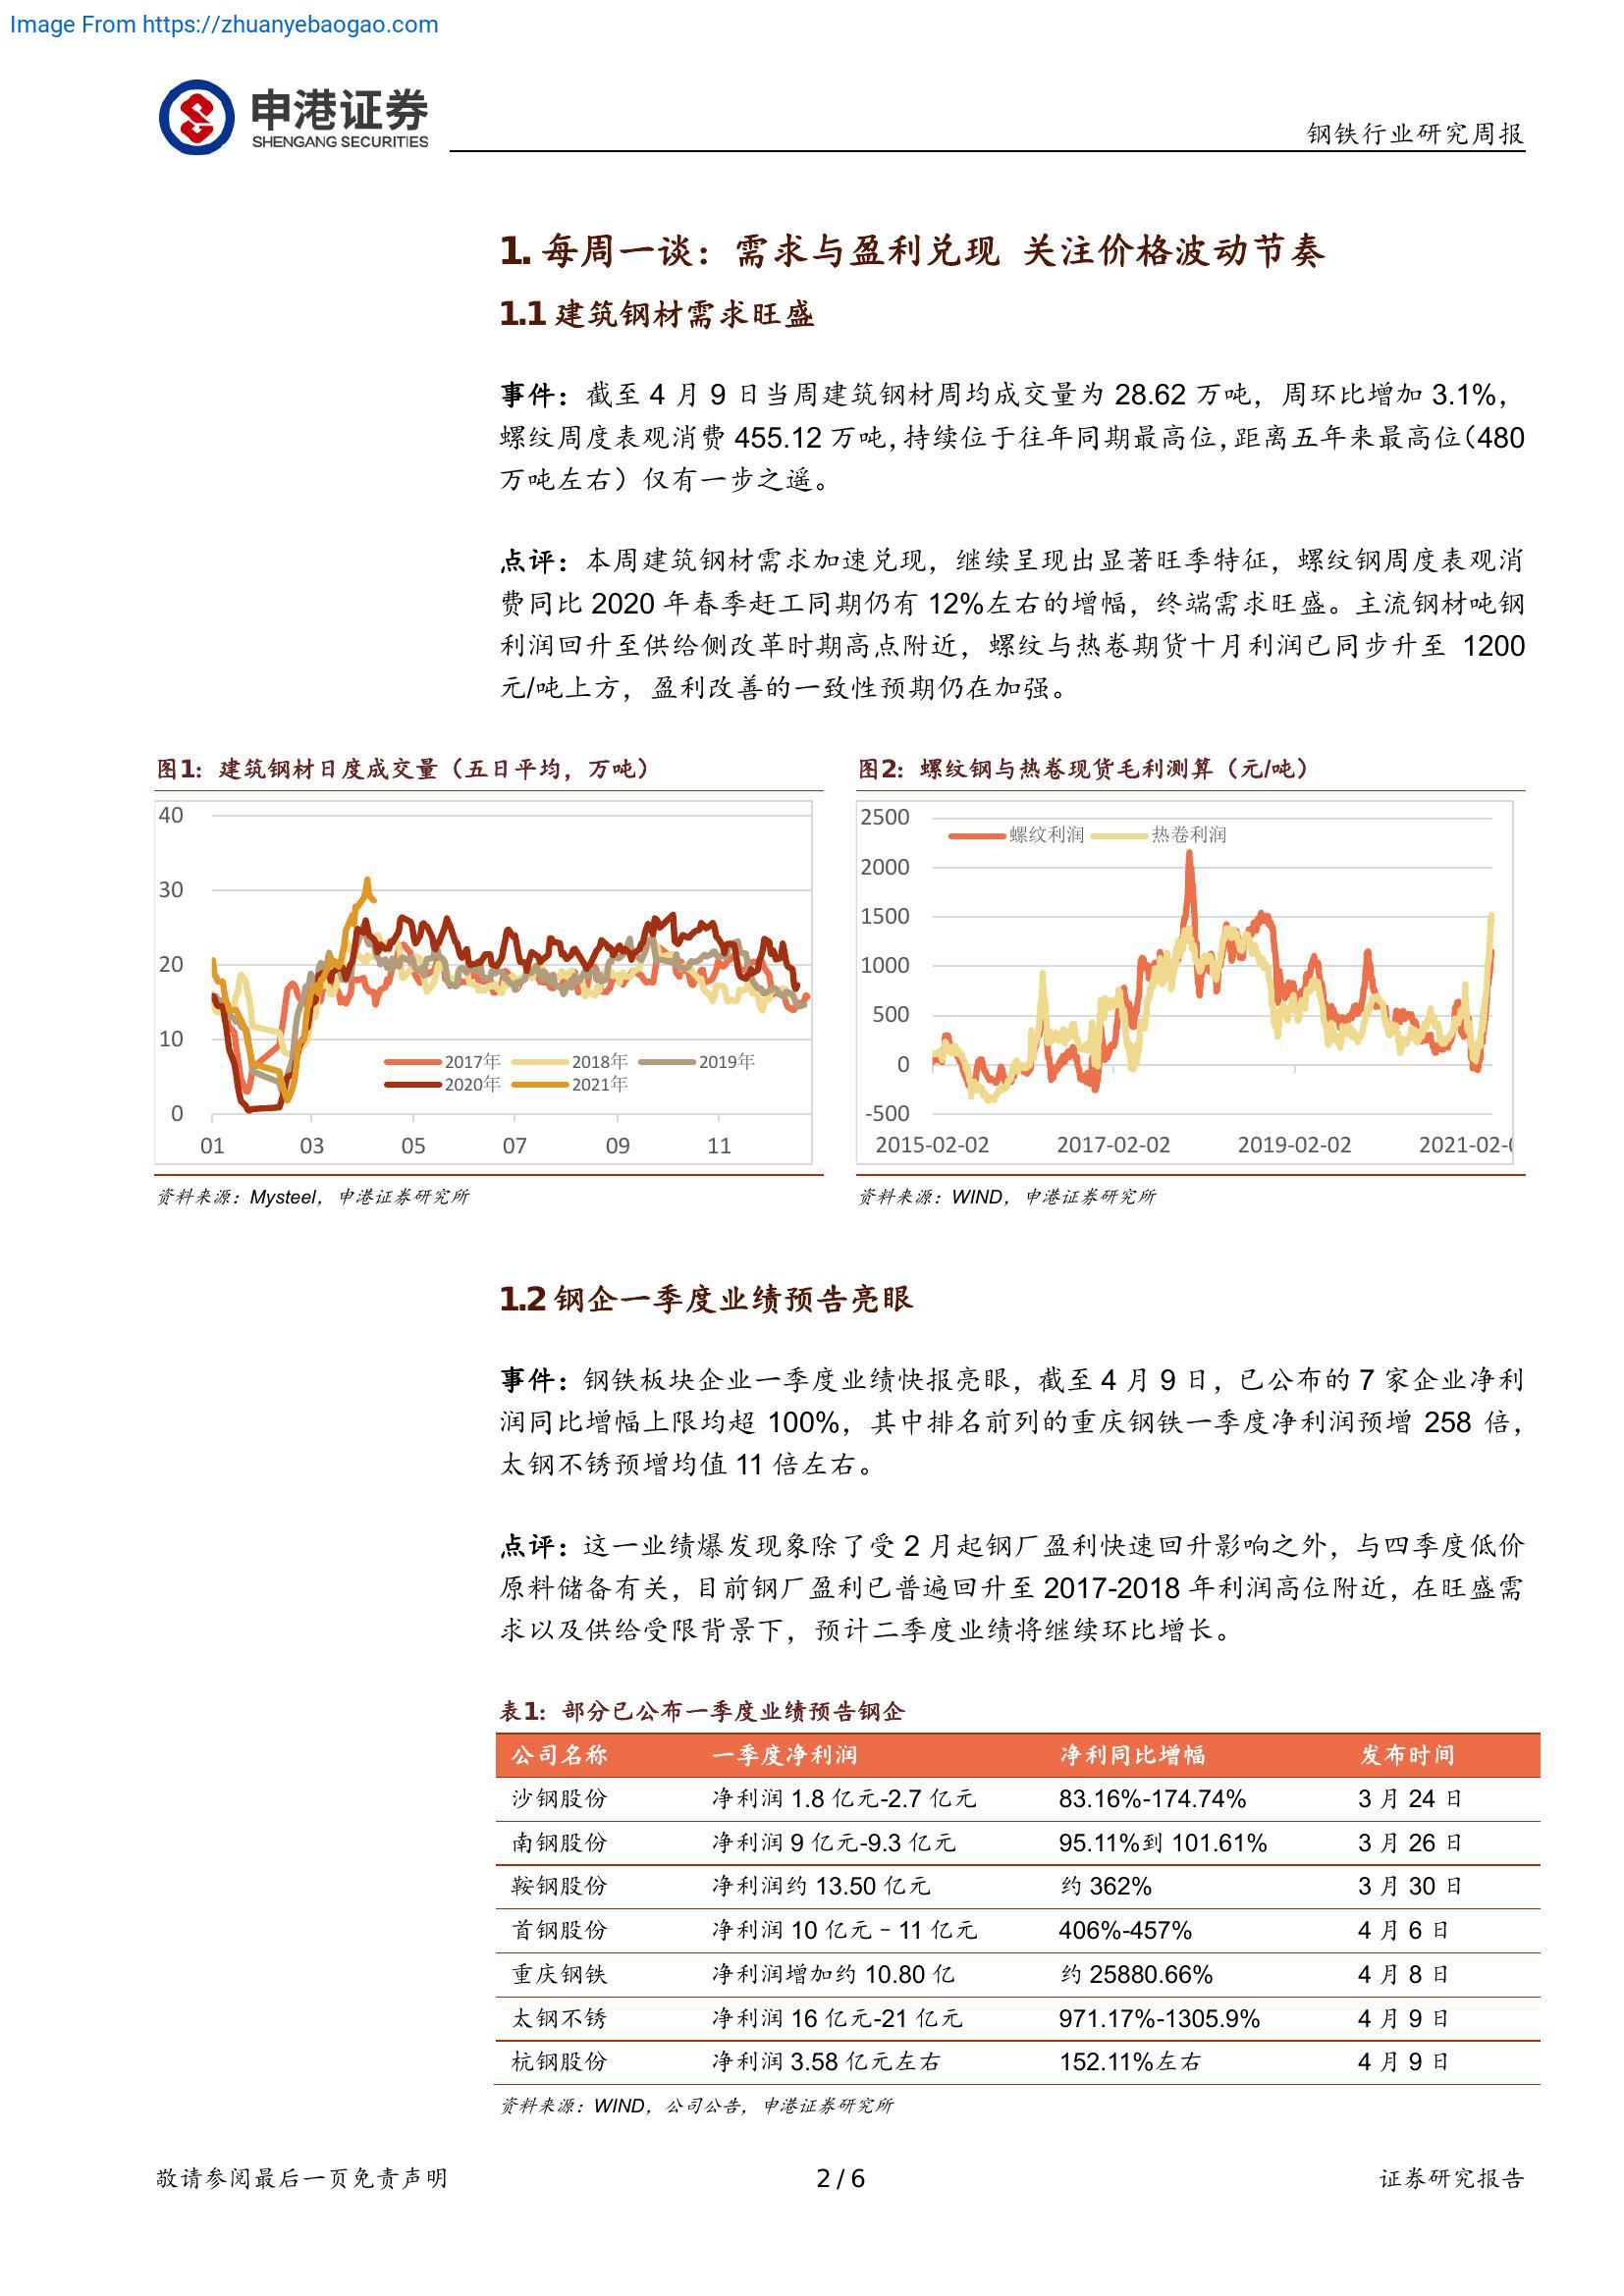 Image From https://zhuanyebaogao.com
申港证券
SHENGANG SECURITIES
钢铁行业研究周报
1. 每周一谈：需求与盈利兑现 关注价格波动节奏
1.1 建筑钢材需求旺盛
事件：截至 4 月 9 日当周建筑钢材周均成交量为 28.62 万吨，周环比增加 3.1%，
螺纹周度表观消费 455.12 万吨，持续位于往年同期最高位，距离五年来最高位（480
万吨左右）仅有一步之遥。
点评：本周建筑钢材需求加速兑现，继续呈现出显著旺季特征，螺纹钢周度表观消
费同比 2020 年春季赶工同期仍有 12%左右的增幅，终端需求旺盛。主流钢材吨钢
利润回升至供给侧改革时期高点附近，螺纹与热卷期货十月利润已同步升至 1200
元/吨上方，盈利改善的一致性预期仍在加强。
图1：建筑钢材日度成交量（五日平均，万吨）
40
30
20
10
0
01 03 05 07 09 11
2017年 2018年 2019年
2020年 2021年
资料来源：Mysteel，申港证券研究所
图2：螺纹钢与热卷现货毛利测算（元/吨）
2500
2000
1500
1000
500
0
-500
螺纹利润 热卷利润
2015-02-02 2017-02-02 2019-02-02 2021-02-0
资料来源：WIND，申港证券研究所
1.2 钢企一季度业绩预告亮眼
事件：钢铁板块企业一季度业绩快报亮眼，截至 4 月 9 日，已公布的 7 家企业净利
润同比增幅上限均超 100%，其中排名前列的重庆钢铁一季度净利润预增 258 倍，
太钢不锈预增均值 11 倍左右。
点评：这一业绩爆发现象除了受 2 月起钢厂盈利快速回升影响之外，与四季度低价
原料储备有关，目前钢厂盈利已普遍回升至 2017-2018 年利润高位附近，在旺盛需
求以及供给受限背景下，预计二季度业绩将继续环比增长。
表1：部分已公布一季度业绩预告钢企
公司名称 一季度净利润 净利同比增幅 发布时间
沙钢股份 净利润 1.8 亿元-2.7 亿元 83.16%-174.74% 3 月 24 日
南钢股份 净利润 9 亿元-9.3 亿元 95.11%到 101.61% 3 月 26 日
鞍钢股份 净利润约 13.50 亿元 约 362% 3 月 30 日
首钢股份 净利润 10 亿元－11 亿元 406%-457% 4 月 6 日
重庆钢铁 净利润增加约 10.80 亿 约 25880.66% 4 月 8 日
太钢不锈 净利润 16 亿元-21 亿元 971.17%-1305.9% 4 月 9 日
杭钢股份 净利润 3.58 亿元左右 152.11%左右 4 月 9 日
资料来源：WIND，公司公告，申港证券研究所
敬请参阅最后一页免责声明 2 / 6 证券研究报告